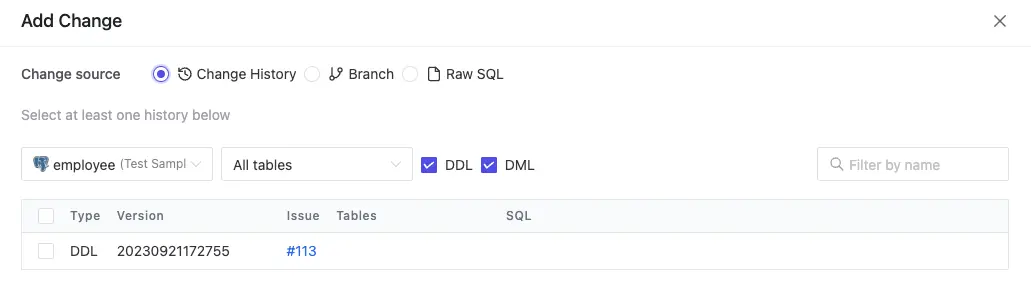 Add Change
Change source Change History Branch Raw SQL
Select at least one history below
employee (Test Sampl All tables DDL DML Filter by name
Type Version Issue Tables SQL
DDL 20230921172755 #113